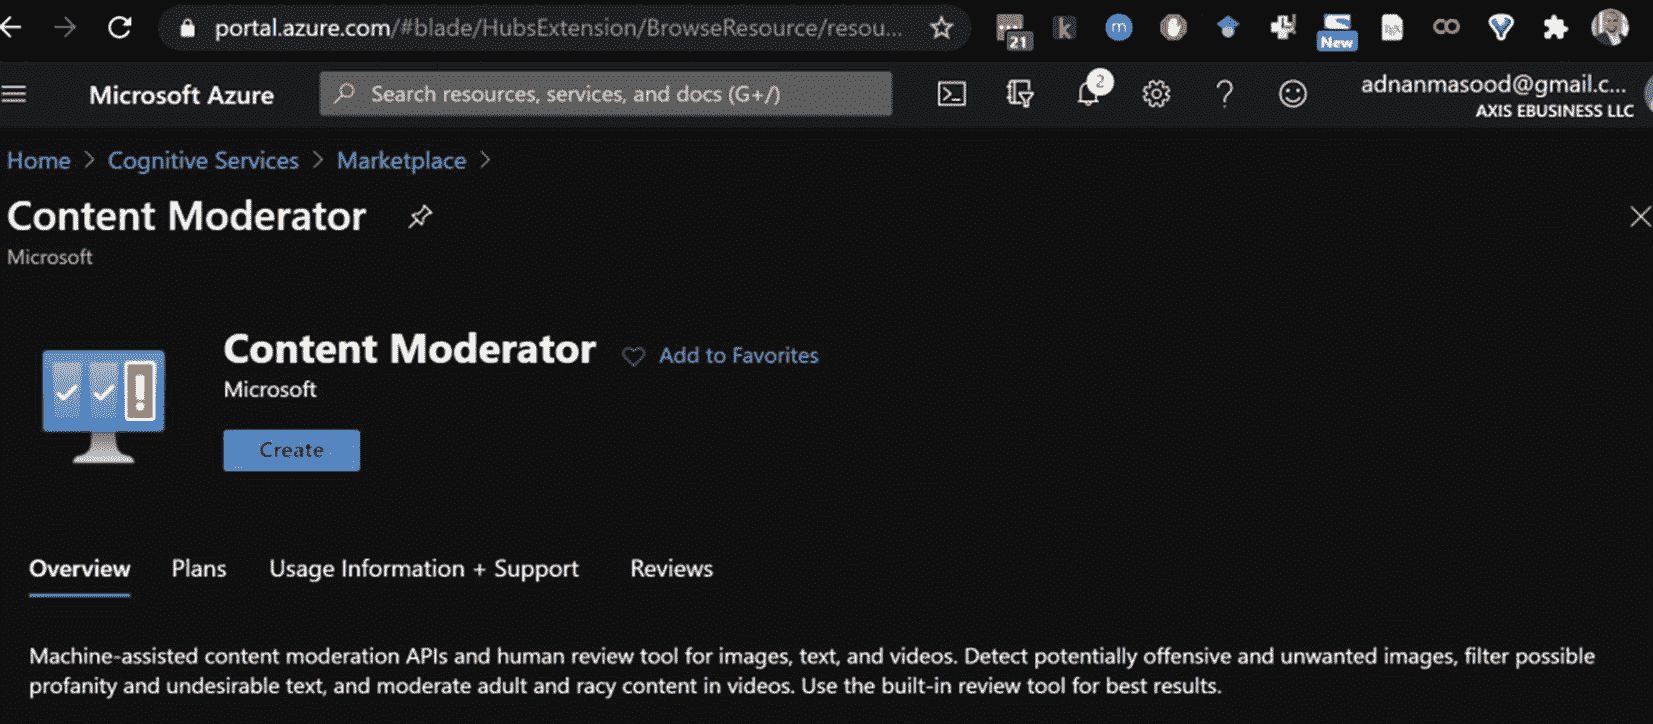 portal.azure.com/#blade/HubsExtension/BrowseResource/resou...
21
k
m
New
Microsoft Azure
Search resources, services, and docs (G+/)
2
adnanmasood@gmail.c...
AXIS EBUSINESS LLC
Home > Cognitive Services > Marketplace >
Content Moderator
Microsoft
Content Moderator
Add to Favorites
Microsoft
Create
Overview Plans Usage Information + Support Reviews
Machine-assisted content moderation APIs and human review tool for images, text, and videos. Detect potentially offensive and unwanted images, filter possible
profanity and undesirable text, and moderate adult and racy content in videos. Use the built-in review tool for best results.